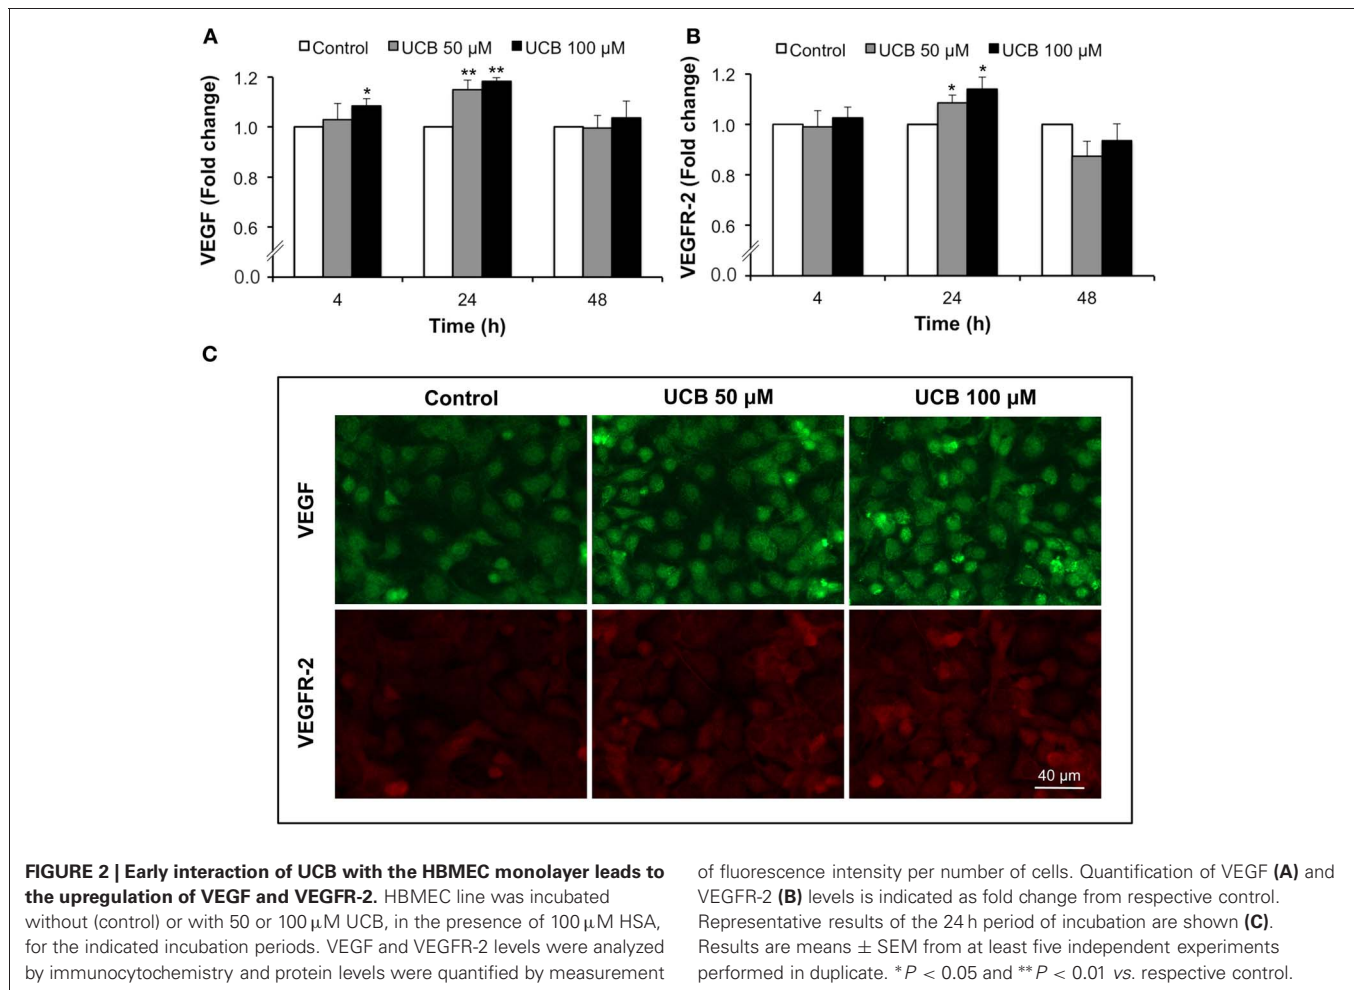 A
Control UCB 50 µM UCB 100 µM
VEGF (Fold change)
1.2
1.0
0.8
0.6
0.0
*
** **
4 24 48
Time (h)
B
Control UCB 50 µM UCB 100 µM
VEGFR-2 (Fold change)
1.2
1.0
0.8
0.6
0.0
* *
4 24 48
Time (h)
C
Control UCB 50 µM UCB 100 µM
VEGF
VEGFR-2
40 µm
FIGURE 2 | Early interaction of UCB with the HBMEC monolayer leads to
the upregulation of VEGF and VEGFR-2. HBMEC line was incubated
without (control) or with 50 or 100 µM UCB, in the presence of 100 µM HSA,
for the indicated incubation periods. VEGF and VEGFR-2 levels were analyzed
by immunocytochemistry and protein levels were quantified by measurement
of fluorescence intensity per number of cells. Quantification of VEGF (A) and
VEGFR-2 (B) levels is indicated as fold change from respective control.
Representative results of the 24 h period of incubation are shown (C).
Results are means ± SEM from at least five independent experiments
performed in duplicate. *P < 0.05 and **P < 0.01 vs. respective control.